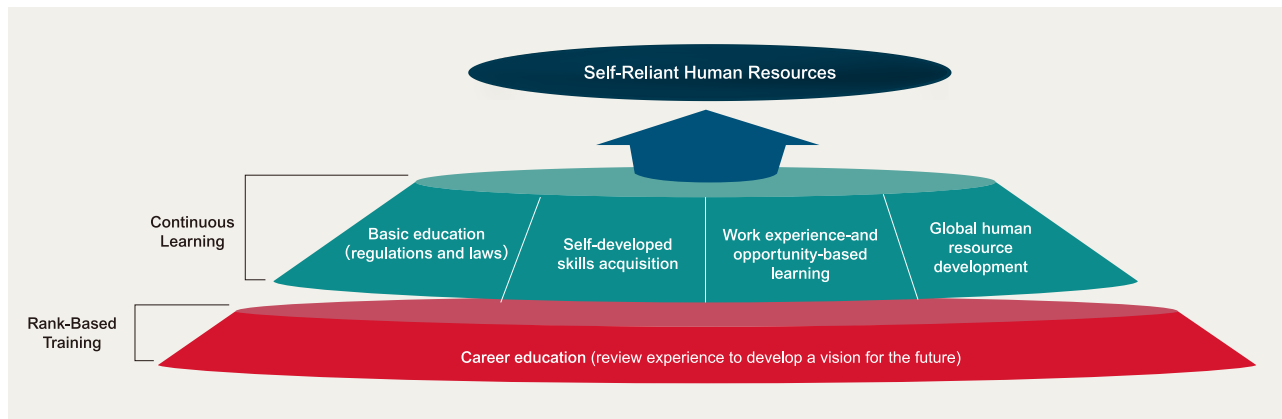 Self-Reliant Human Resources
Continuous
Learning
Basic education
(regulations and laws)
Self-developed
skills acquisition
Work experience-and
opportunity-based
learning
Global human
resource
development
Rank-Based
Training
Career education (review experience to develop a vision for the future)